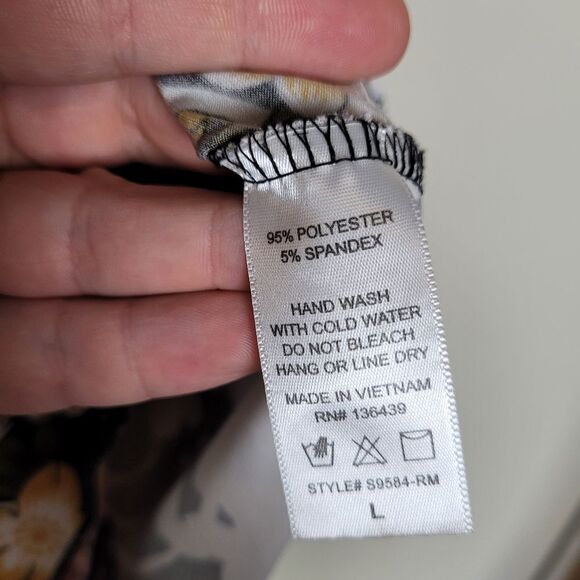 95% POLYESTER
5% SPANDEX
HAND WASH
WITH COLD WATER
DO NOT BLEACH
HANG OR LINE DRY
MADE IN VIETNAM
RN# 136439
STYLE# S9584-RM
L